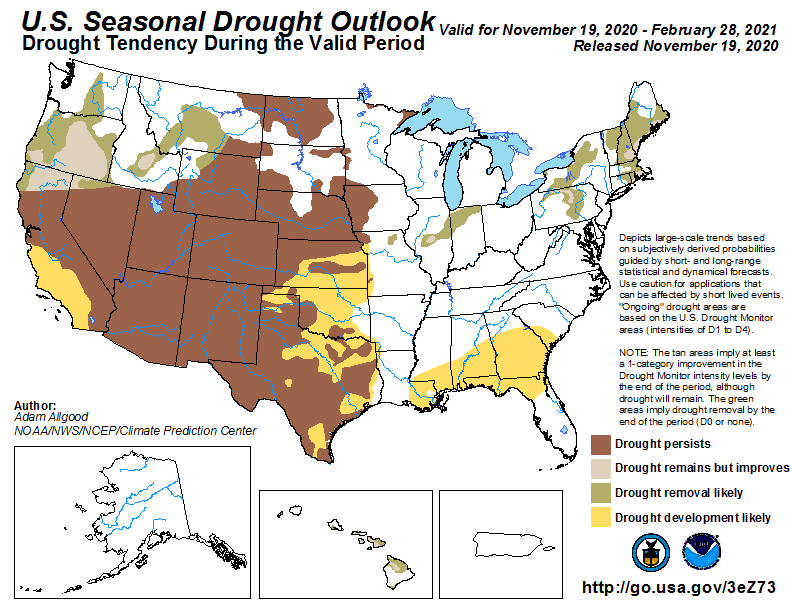 U.S. Seasonal Drought Outlook
Drought Tendency During the Valid Period
Valid for November 19, 2020 - February 28, 2021
Released November 19, 2020
Depicts large-scale trends based
on subjectively derived probabilities
guided by short- and long-range
statistical and dynamical forecasts.
Use caution for applications that
can be affected by short lived events.
"Ongoing" drought areas are
based on the U.S. Drought Monitor
areas (intensities of D1 to D4).
NOTE: The tan areas imply at least
a 1-category improvement in the
Drought Monitor intensity levels by
the end of the period, although
drought will remain. The green
areas imply drought removal by the
end of the period (D0 or none).
Author:
Adam Allgood
NOAA/NWS/NCEP/Climate Prediction Center
Drought persists
Drought remains but improves
Drought removal likely
Drought development likely
http://go.usa.gov/3eZ73